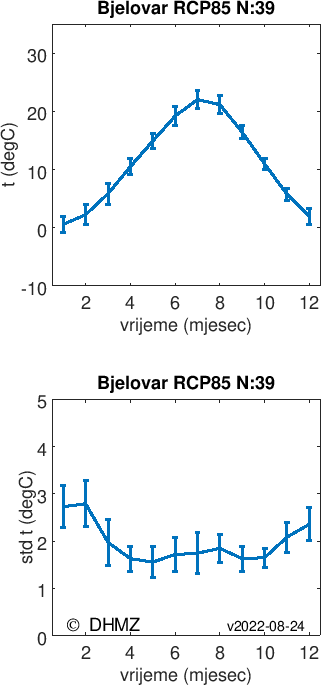 Bjelovar RCP85 N:39
30
20
10
0
-10
t (degC)
2 4 6 8 10 12
vrijeme (mjesec)
Bjelovar RCP85 N:39
5
4
3
2
1
0
std t (degC)
© DHMZ v2022-08-24
2 4 6 8 10 12
vrijeme (mjesec)